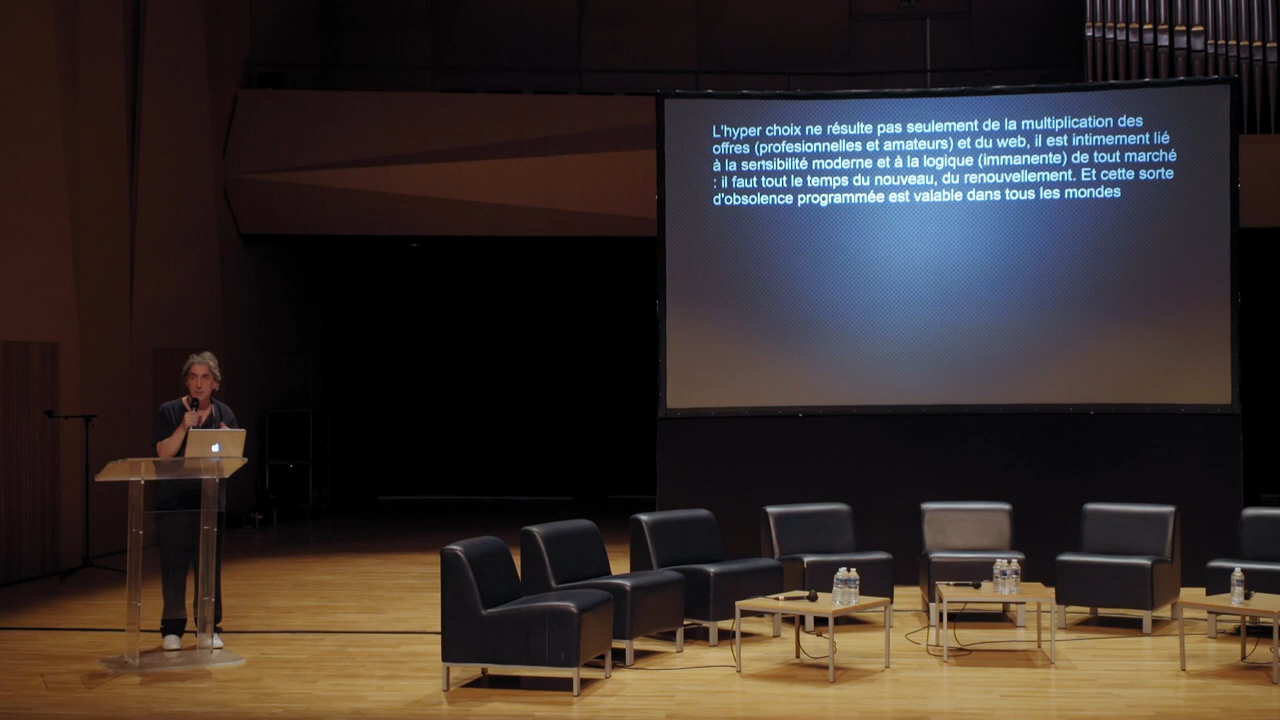 L'hyper choix ne résulte pas seulement de la multiplication des
offres (profesionnelles et amateurs) et du web, il est intimement lié
à la sensibilité moderne et à la logique (immanente) de tout marché
: il faut tout le temps du nouveau, du renouvellement. Et cette sorte
d'obsolence programmée est valable dans tous les mondes